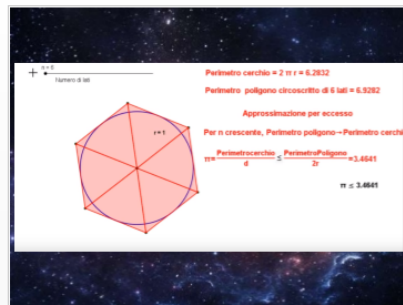 n = 6
Numero di lati
r = 1
Perimetro cerchio = 2 π r = 6.2832
Perimetro poligono circoscritto di 6 lati = 6.9282
Approssimazione per eccesso
Per n crescente, Perimetro poligono→Perimetro cerchi
π= Perimetrocerchio / d ≤ PerimetroPoligono / 2r =3.4641
π ≤ 3.4641